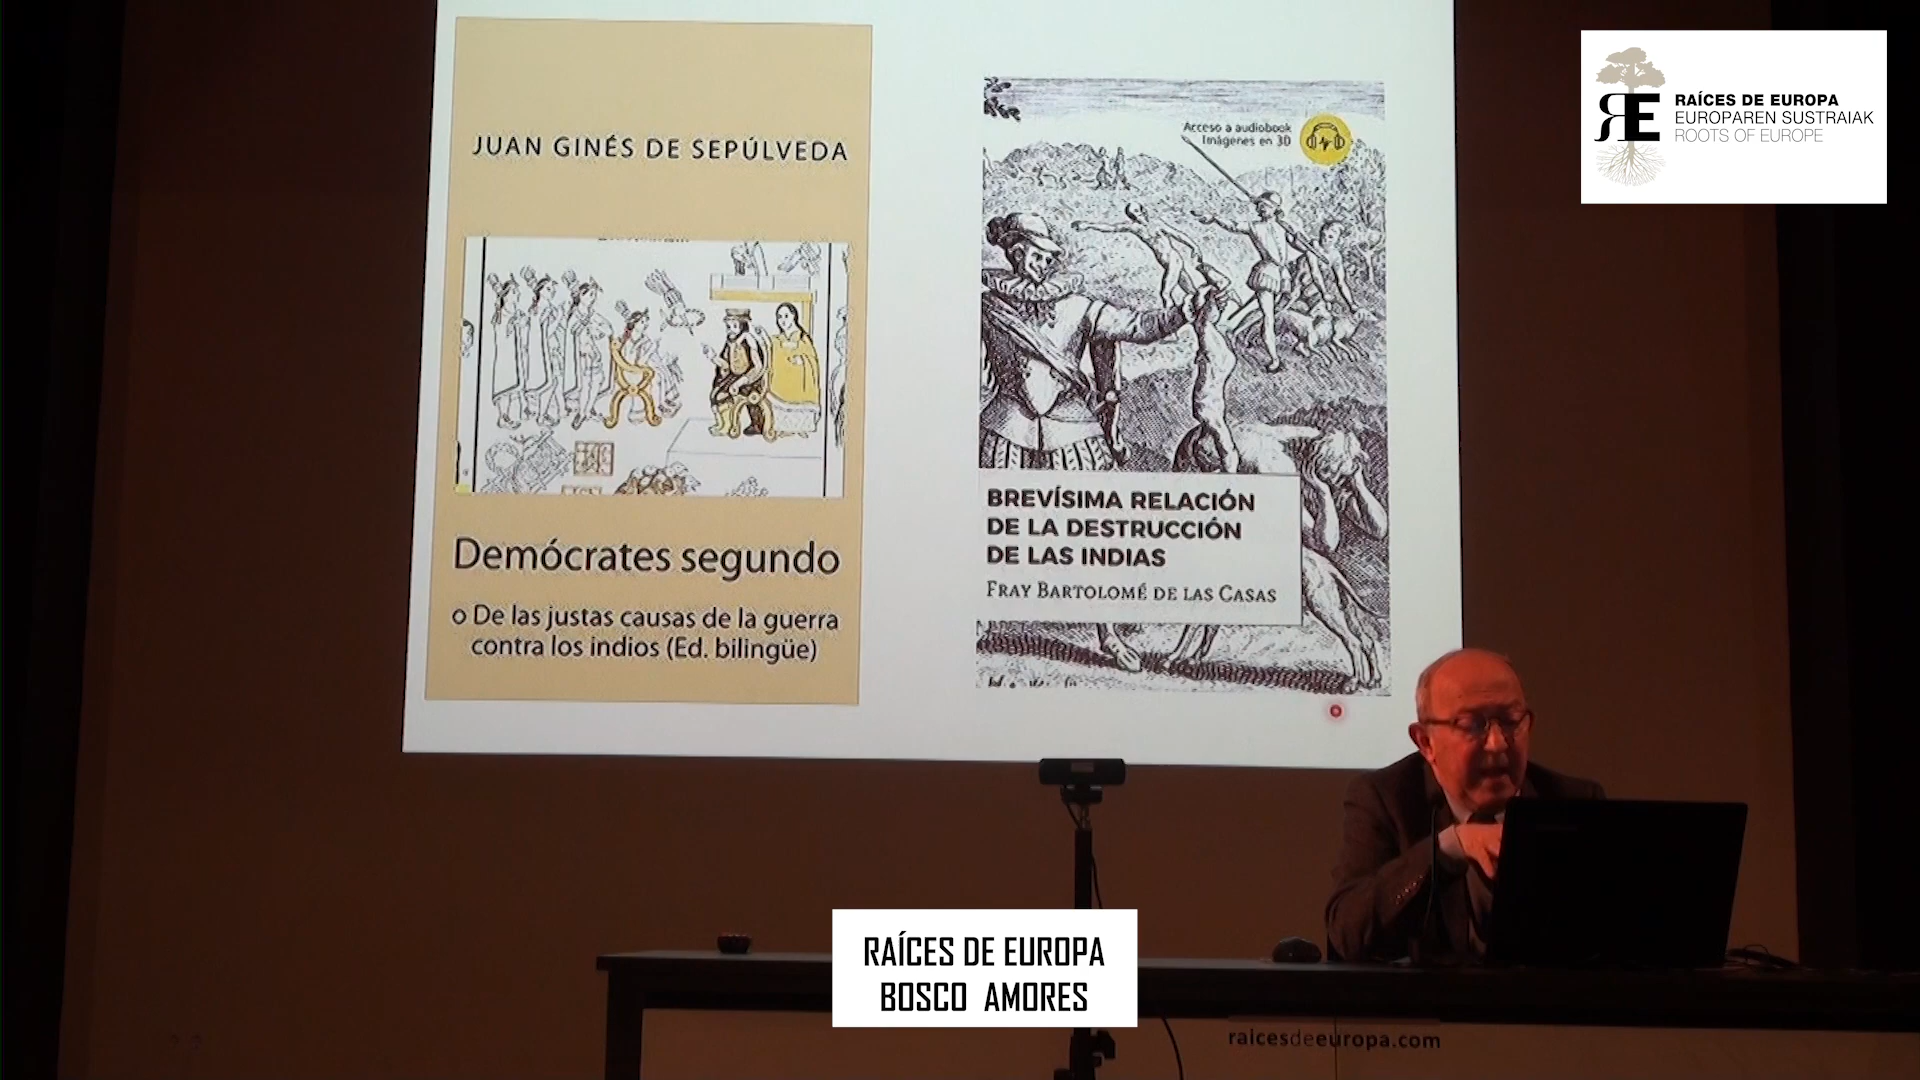 JUAN GINÉS DE SEPÚLVEDA
Demócrates segundo
o De las justas causas de la guerra
contra los indios (Ed. bilingüe)
Acceso a audiobook
Imágenes en 3D
BREVÍSIMA RELACIÓN
DE LA DESTRUCCIÓN
DE LAS INDIAS
FRAY BARTOLOMÉ DE LAS CASAS
RE
RAÍCES DE EUROPA
EUROPAREN SUSTRAIAK
ROOTS OF EUROPE
RAÍCES DE EUROPA
BOSCO AMORES
raicesdeeuropa.com